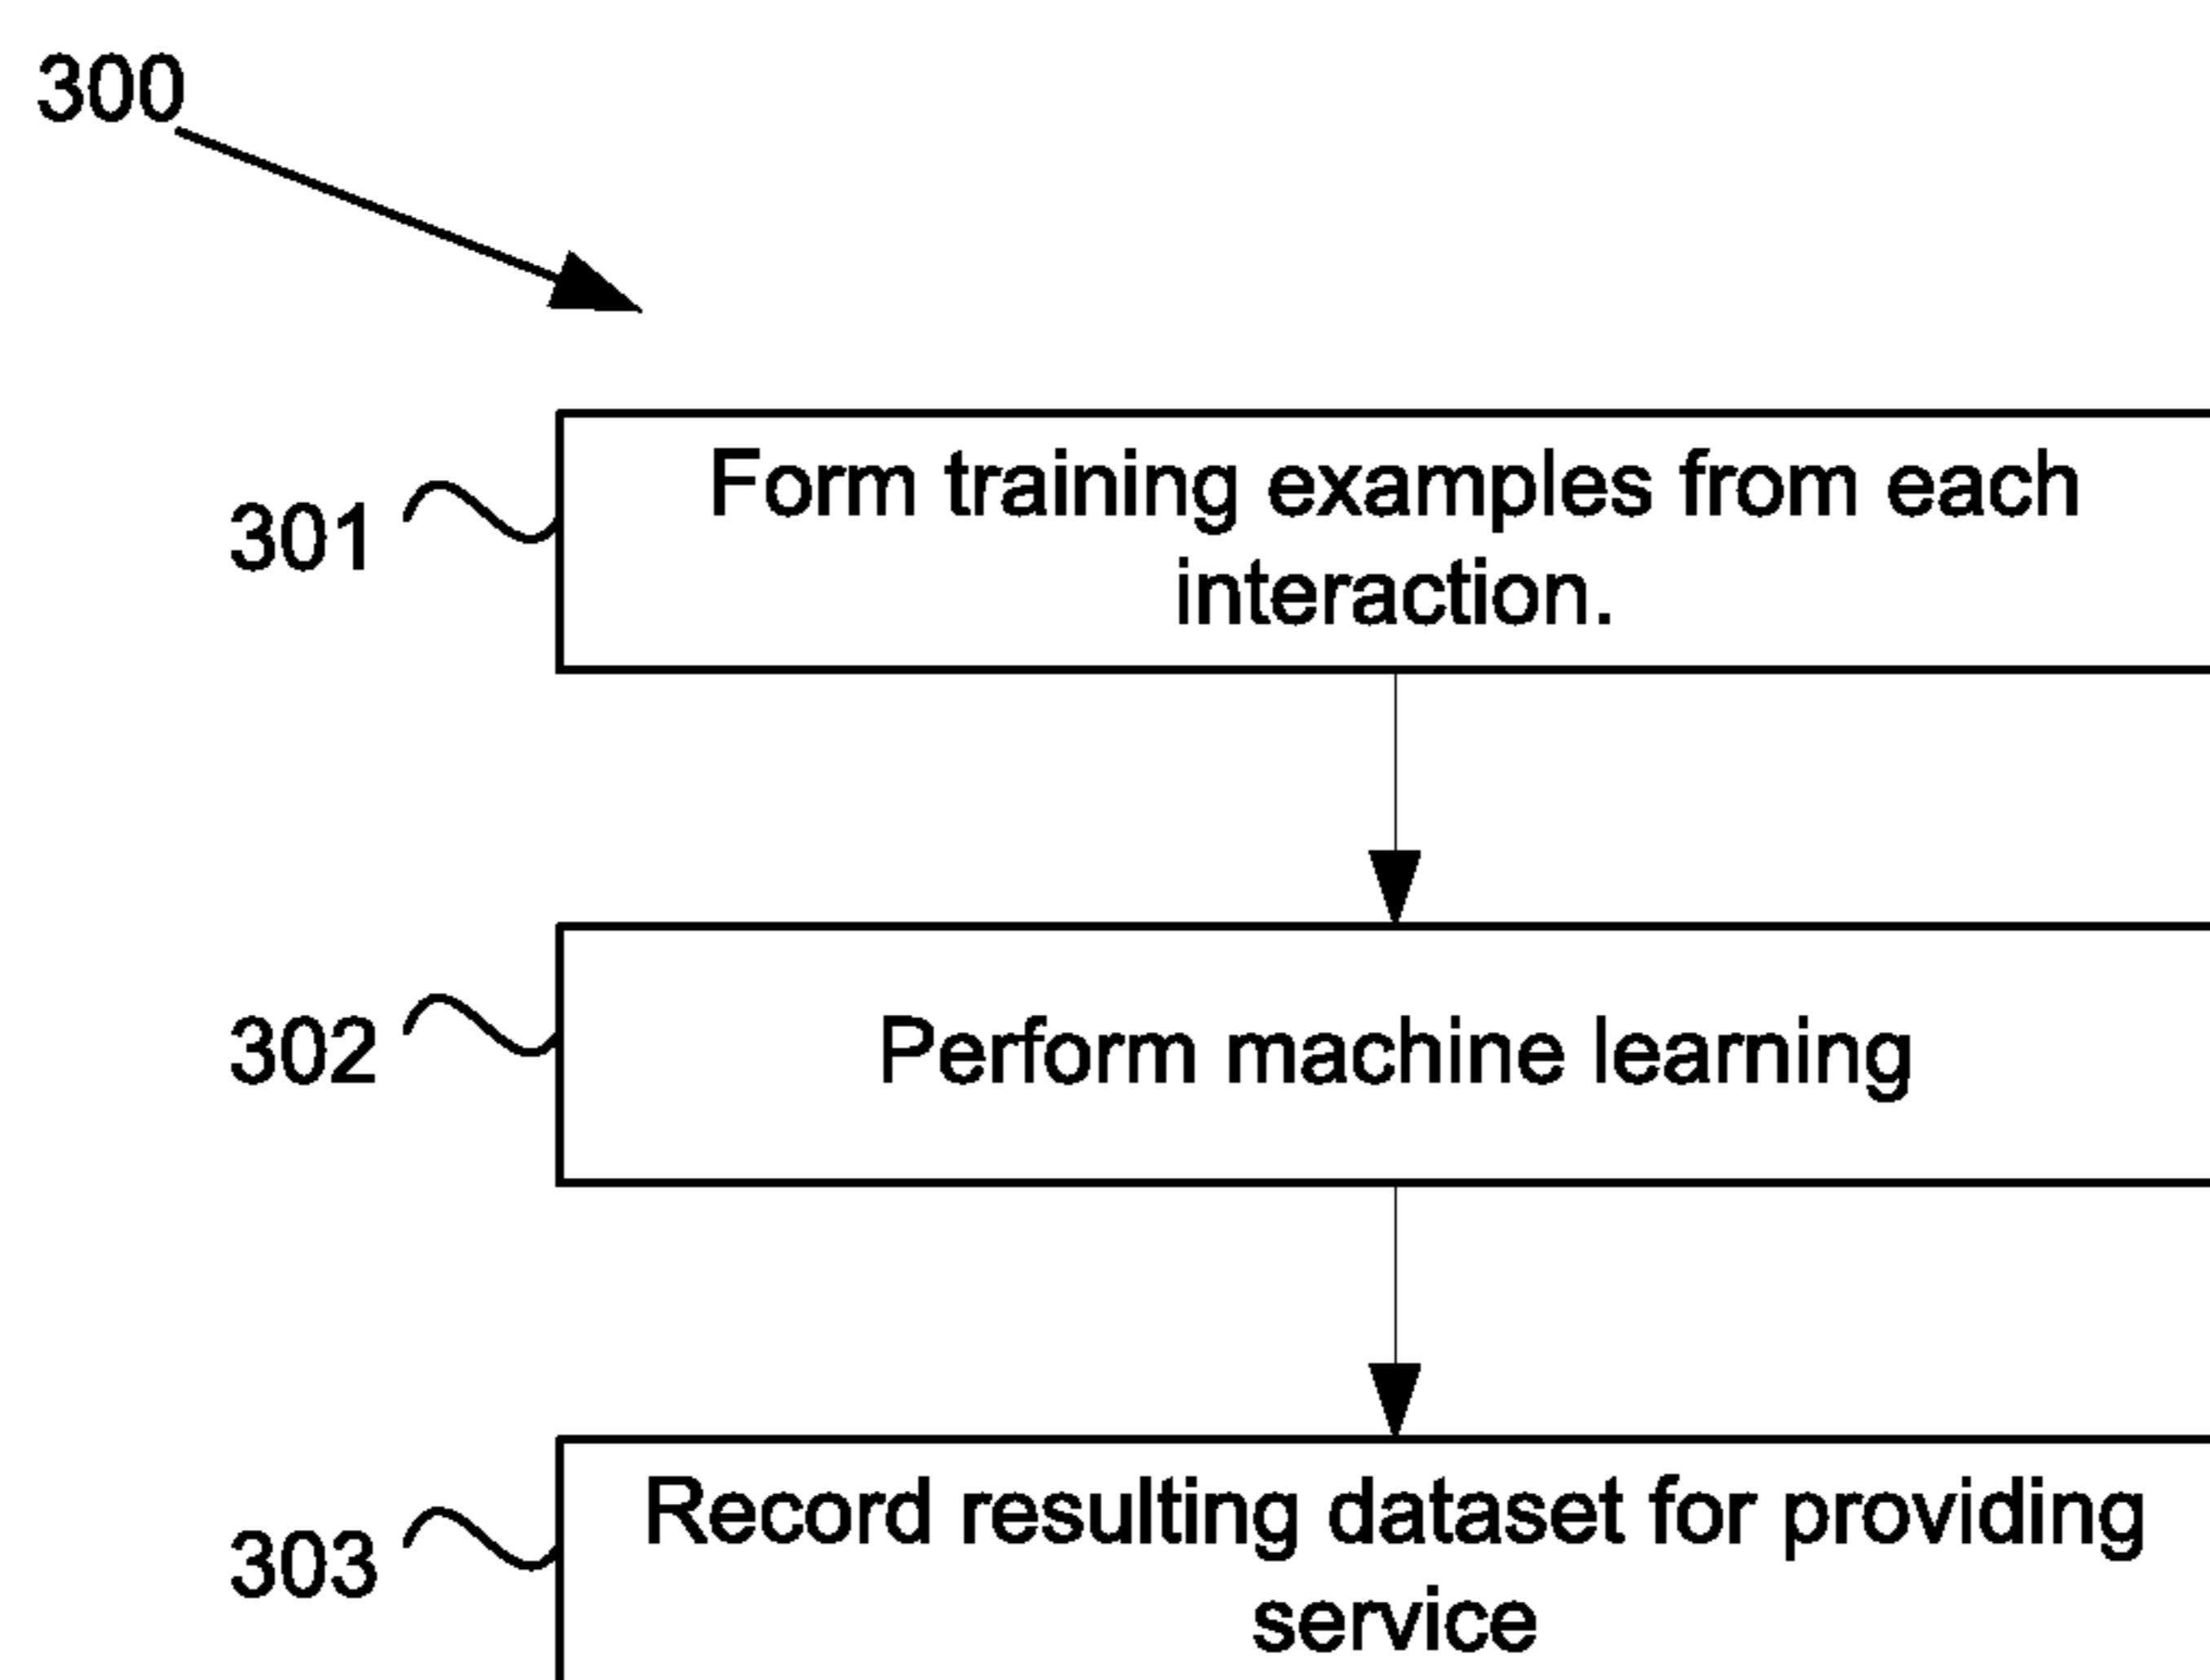 300
301
Form training examples from each
interaction.
302
Perform machine learning
303
Record resulting dataset for providing
service